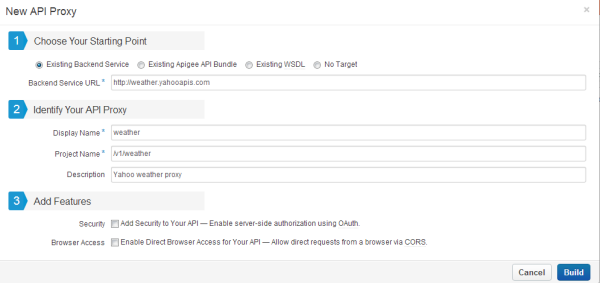 New API Proxy ×
1 Choose Your Starting Point
Existing Backend Service Existing Apigee API Bundle Existing WSDL No Target
Backend Service URL * http://weather.yahooapis.com
2 Identify Your API Proxy
Display Name * weather
Project Name * /v1/weather
Description Yahoo weather proxy
3 Add Features
Security Add Security to Your API — Enable server-side authorization using OAuth.
Browser Access Enable Direct Browser Access for Your API — Allow direct requests from a browser via CORS.
Cancel Build